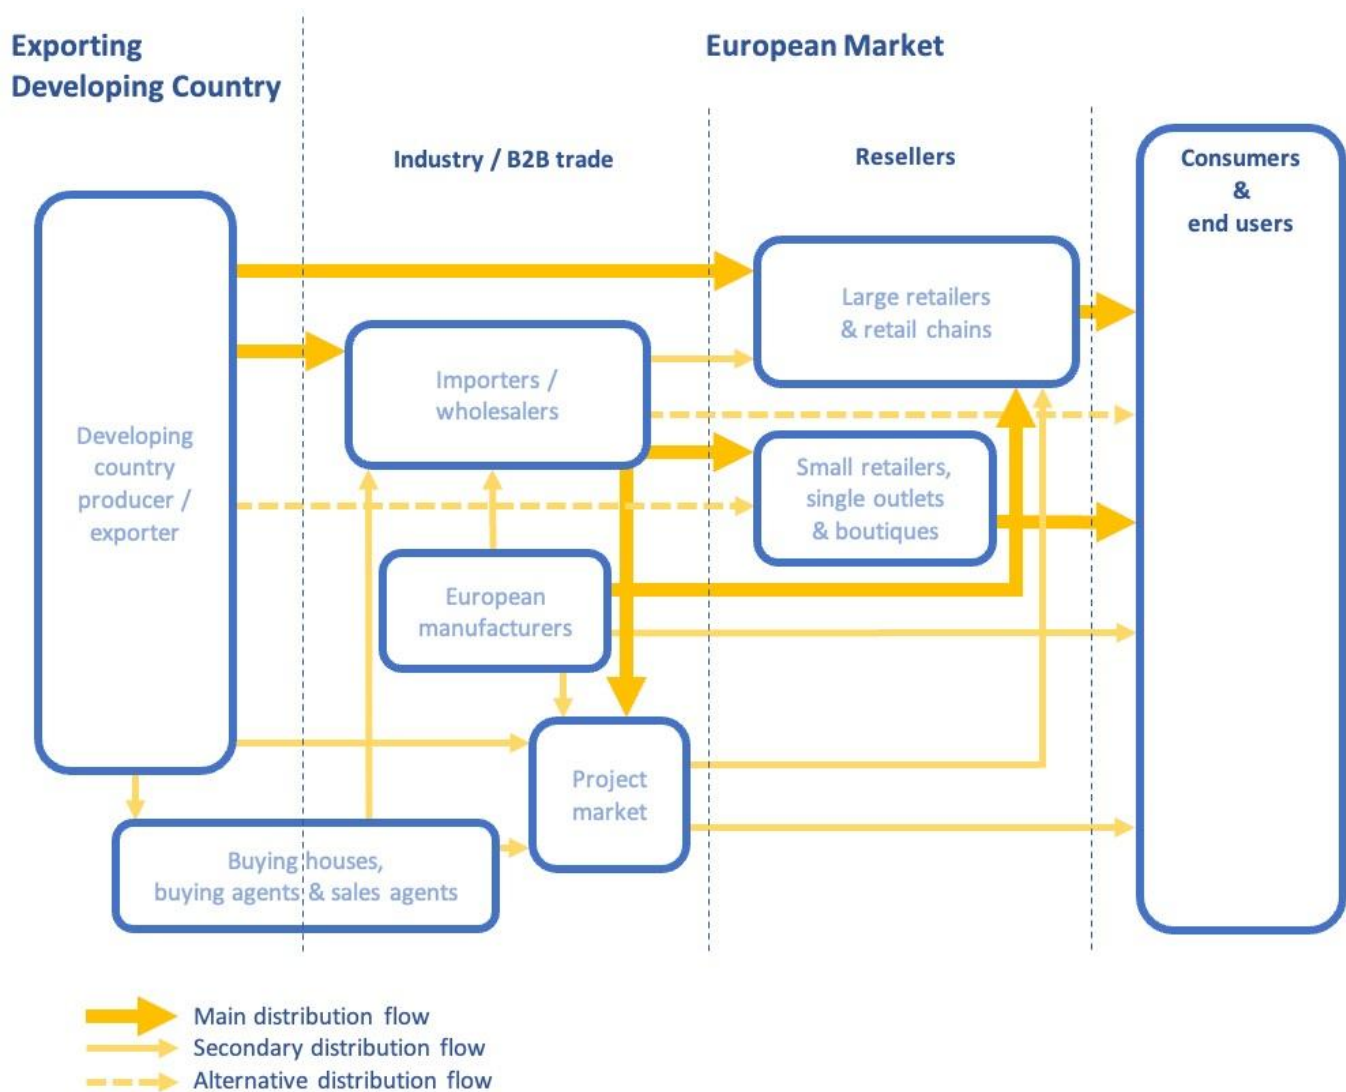 Exporting
Developing Country
European Market
Industry / B2B trade
Resellers
Consumers
&
end users
Developing
country
producer /
exporter
Importers /
wholesalers
Large retailers
& retail chains
Small retailers,
single outlets
& boutiques
European
manufacturers
Project
market
Buying houses,
buying agents & sales agents
Main distribution flow
Secondary distribution flow
Alternative distribution flow